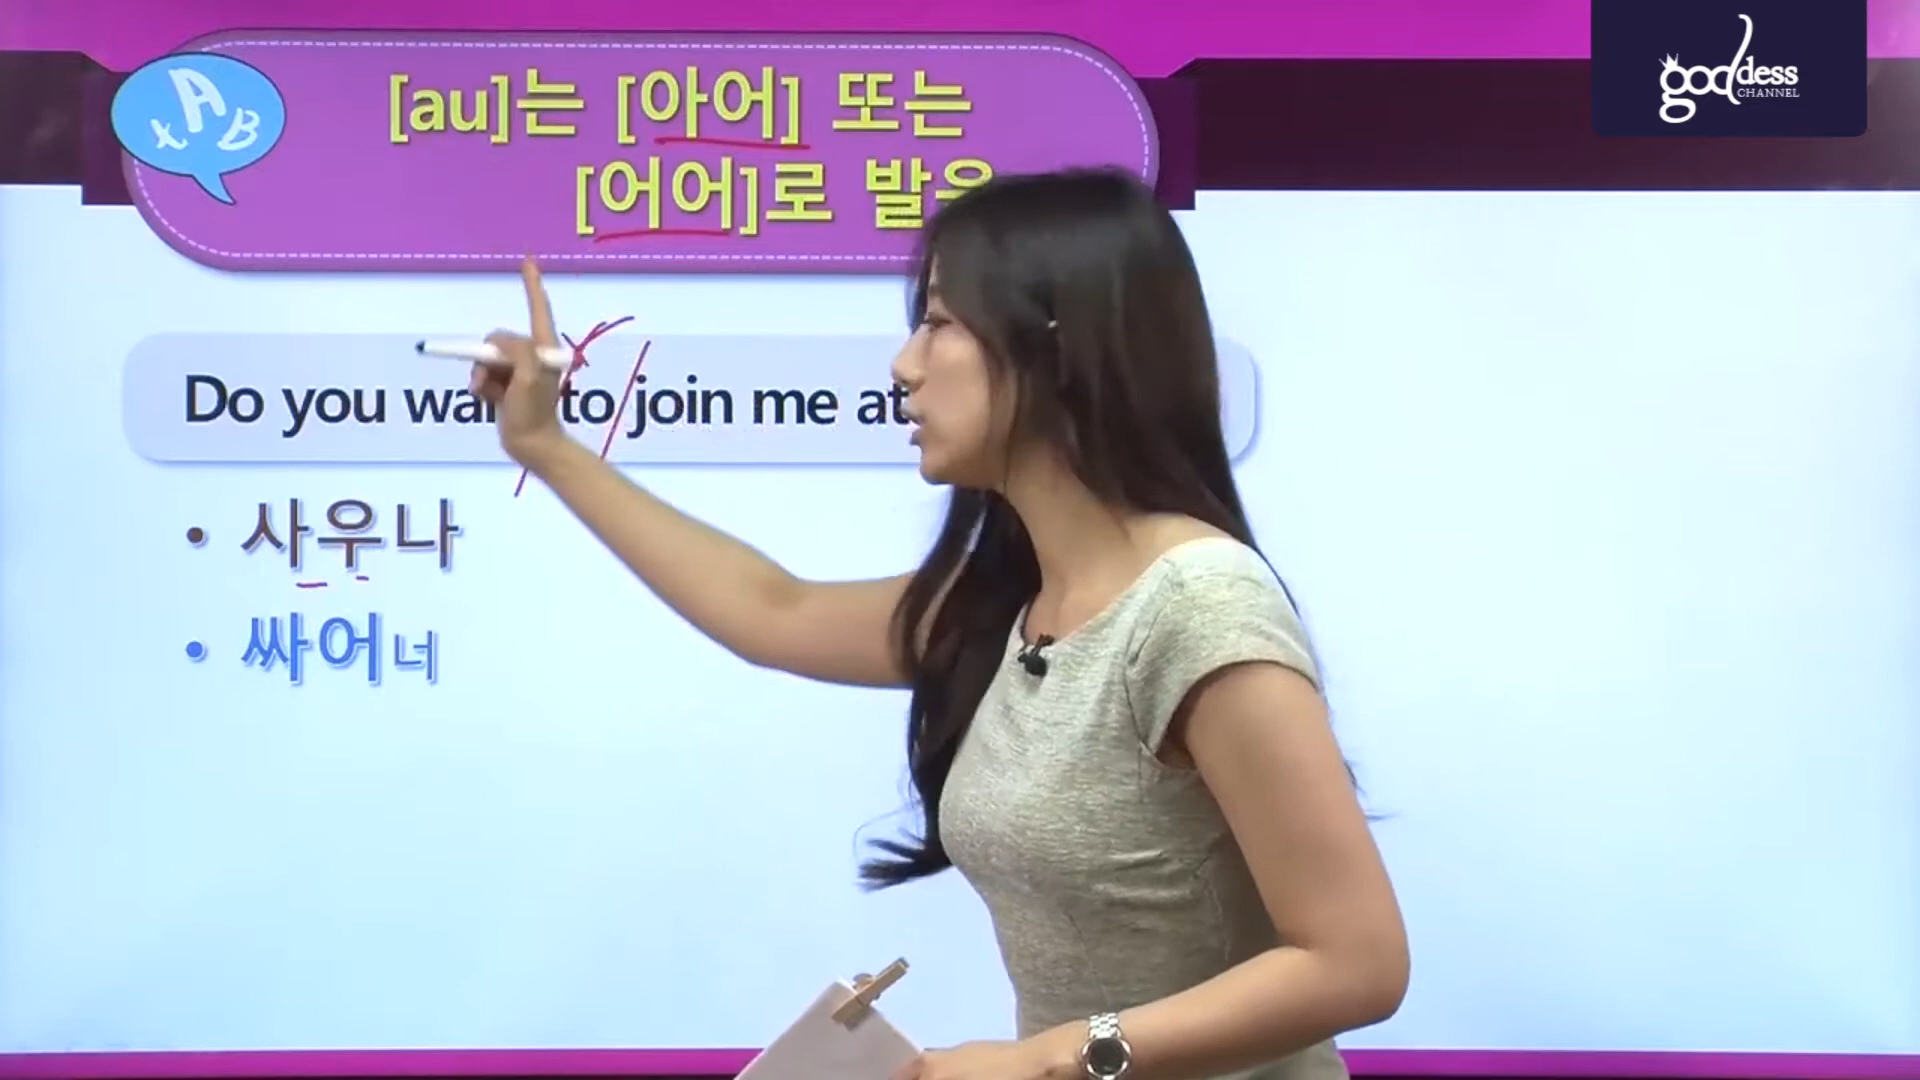 [au]는 [아어] 또는
[어어]로 발음
goddess
CHANNEL
A
B
Do you to join me at
• 사우나
• 싸어너